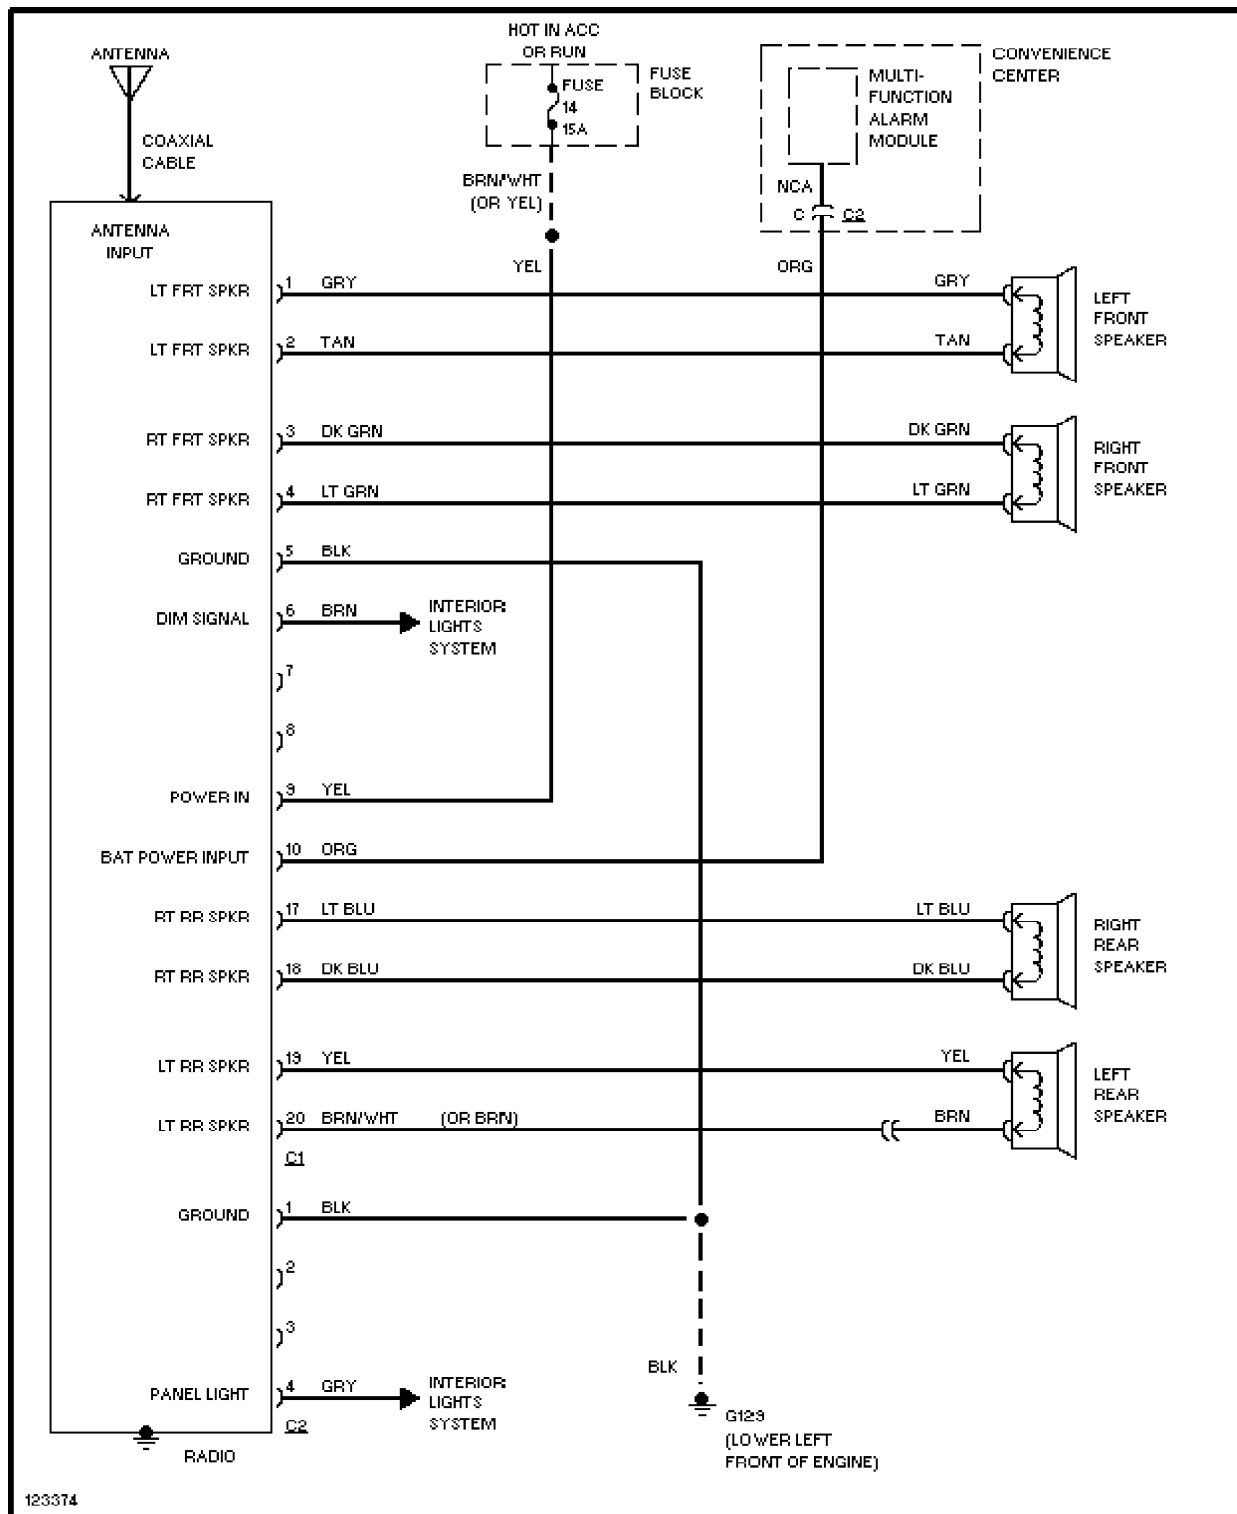 HOT IN ACC
OR RUN
FUSE
14
15A
FUSE
BLOCK
CONVENIENCE
CENTER
MULTI-
FUNCTION
ALARM
MODULE
ANTENNA
COAXIAL
CABLE
BRN/WHT
(OR YEL)
NCA
C C2
ANTENNA
INPUT
YEL
ORG
LT FRT SPKR 1 GRY GRY
LT FRT SPKR 2 TAN TAN
LEFT
FRONT
SPEAKER
RT FRT SPKR 3 DK GRN DK GRN
RT FRT SPKR 4 LT GRN LT GRN
RIGHT
FRONT
SPEAKER
GROUND 5 BLK
DIM SIGNAL 6 BRN
INTERIOR
LIGHTS
SYSTEM
7
8
POWER IN 9 YEL
BAT POWER INPUT 10 ORG
RT RR SPKR 17 LT BLU LT BLU
RT RR SPKR 18 DK BLU DK BLU
RIGHT
REAR
SPEAKER
LT RR SPKR 19 YEL YEL
LT RR SPKR 20 BRN/WHT (OR BRN) BRN
LEFT
REAR
SPEAKER
C1
GROUND 1 BLK
2
3
BLK
PANEL LIGHT 4 GRY
INTERIOR
LIGHTS
SYSTEM
C2
G129
(LOWER LEFT
FRONT OF ENGINE)
RADIO
123374